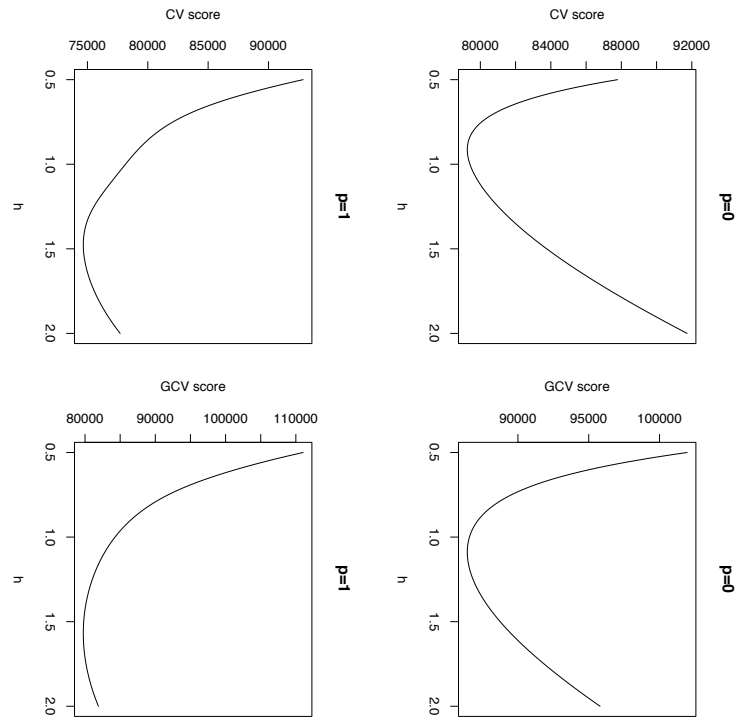 p=0
CV score
80000 84000 88000 92000
0.5 1.0 1.5 2.0
h
p=0
GCV score
90000 95000 100000
0.5 1.0 1.5 2.0
h
p=1
CV score
75000 80000 85000 90000
0.5 1.0 1.5 2.0
h
p=1
GCV score
80000 90000 100000 110000
0.5 1.0 1.5 2.0
h